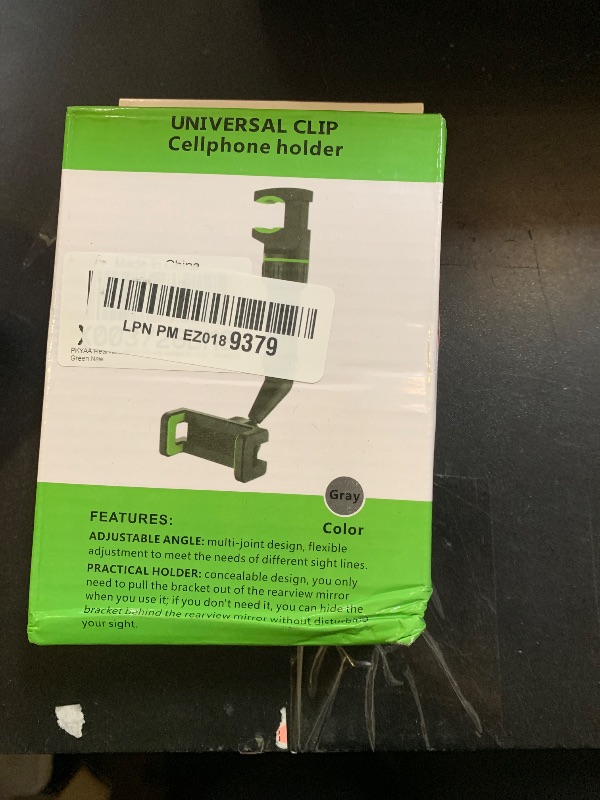 UNIVERSAL CLIP
Cellphone holder
China
LPN PM EZ018 9379
Green New
Gray
Color
FEATURES:
ADJUSTABLE ANGLE: multi-joint design, flexible
adjustment to meet the needs of different sight lines.
PRACTICAL HOLDER: concealable design, you only
need to pull the bracket out of the rearview mirror
when you use it; if you don't need it, you can hide the
bracket behind the rearview mirror without disturbing
your sight.